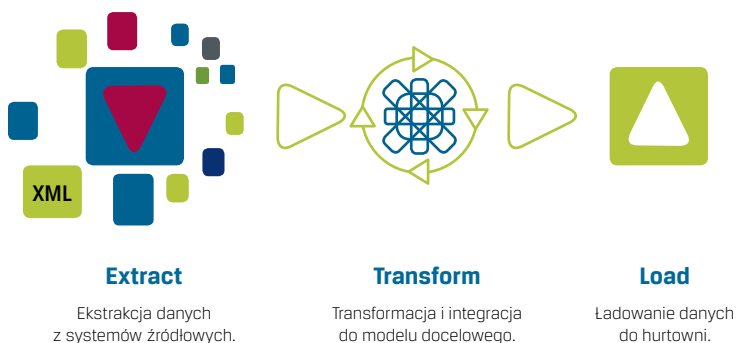 XML
Extract
Ekstrakcja danych
z systemów źródłowych.
Transform
Transformacja i integracja
do modelu docelowego.
Load
Ładowanie danych
do hurtowni.